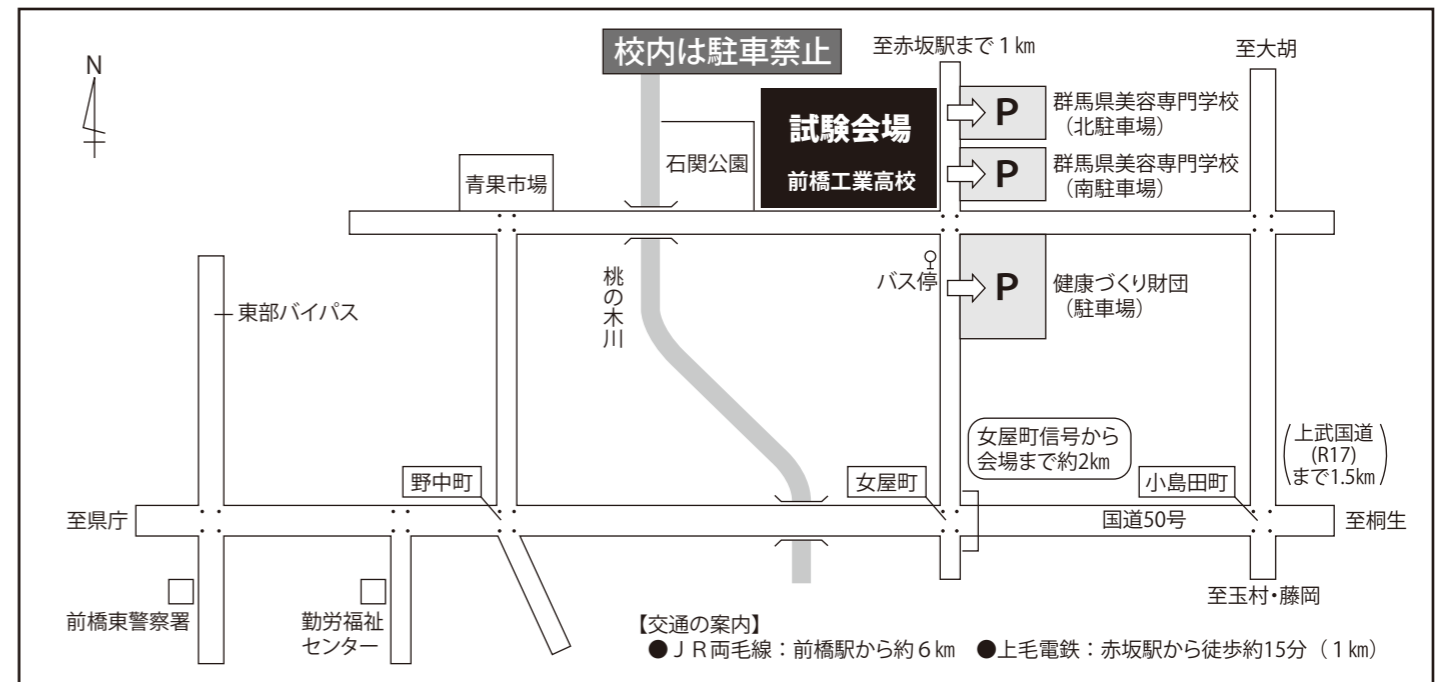 校内は駐車禁止
至赤坂駅まで1㎞
至大胡
N
試験会場
前橋工業高校
P
群馬県美容専門学校
（北駐車場）
石関公園
青果市場
P
群馬県美容専門学校
（南駐車場）
バス停
P
健康づくり財団
（駐車場）
桃の木川
東部バイパス
女屋町信号から
会場まで約2㎞
上武国道
(R17)
まで1.5㎞
野中町
女屋町
小島田町
至県庁
国道50号
至桐生
至玉村・藤岡
前橋東警察署
勤労福祉
センター
【交通の案内】
●ＪＲ両毛線：前橋駅から約６㎞ ●上毛電鉄：赤坂駅から徒歩約15分（１㎞）